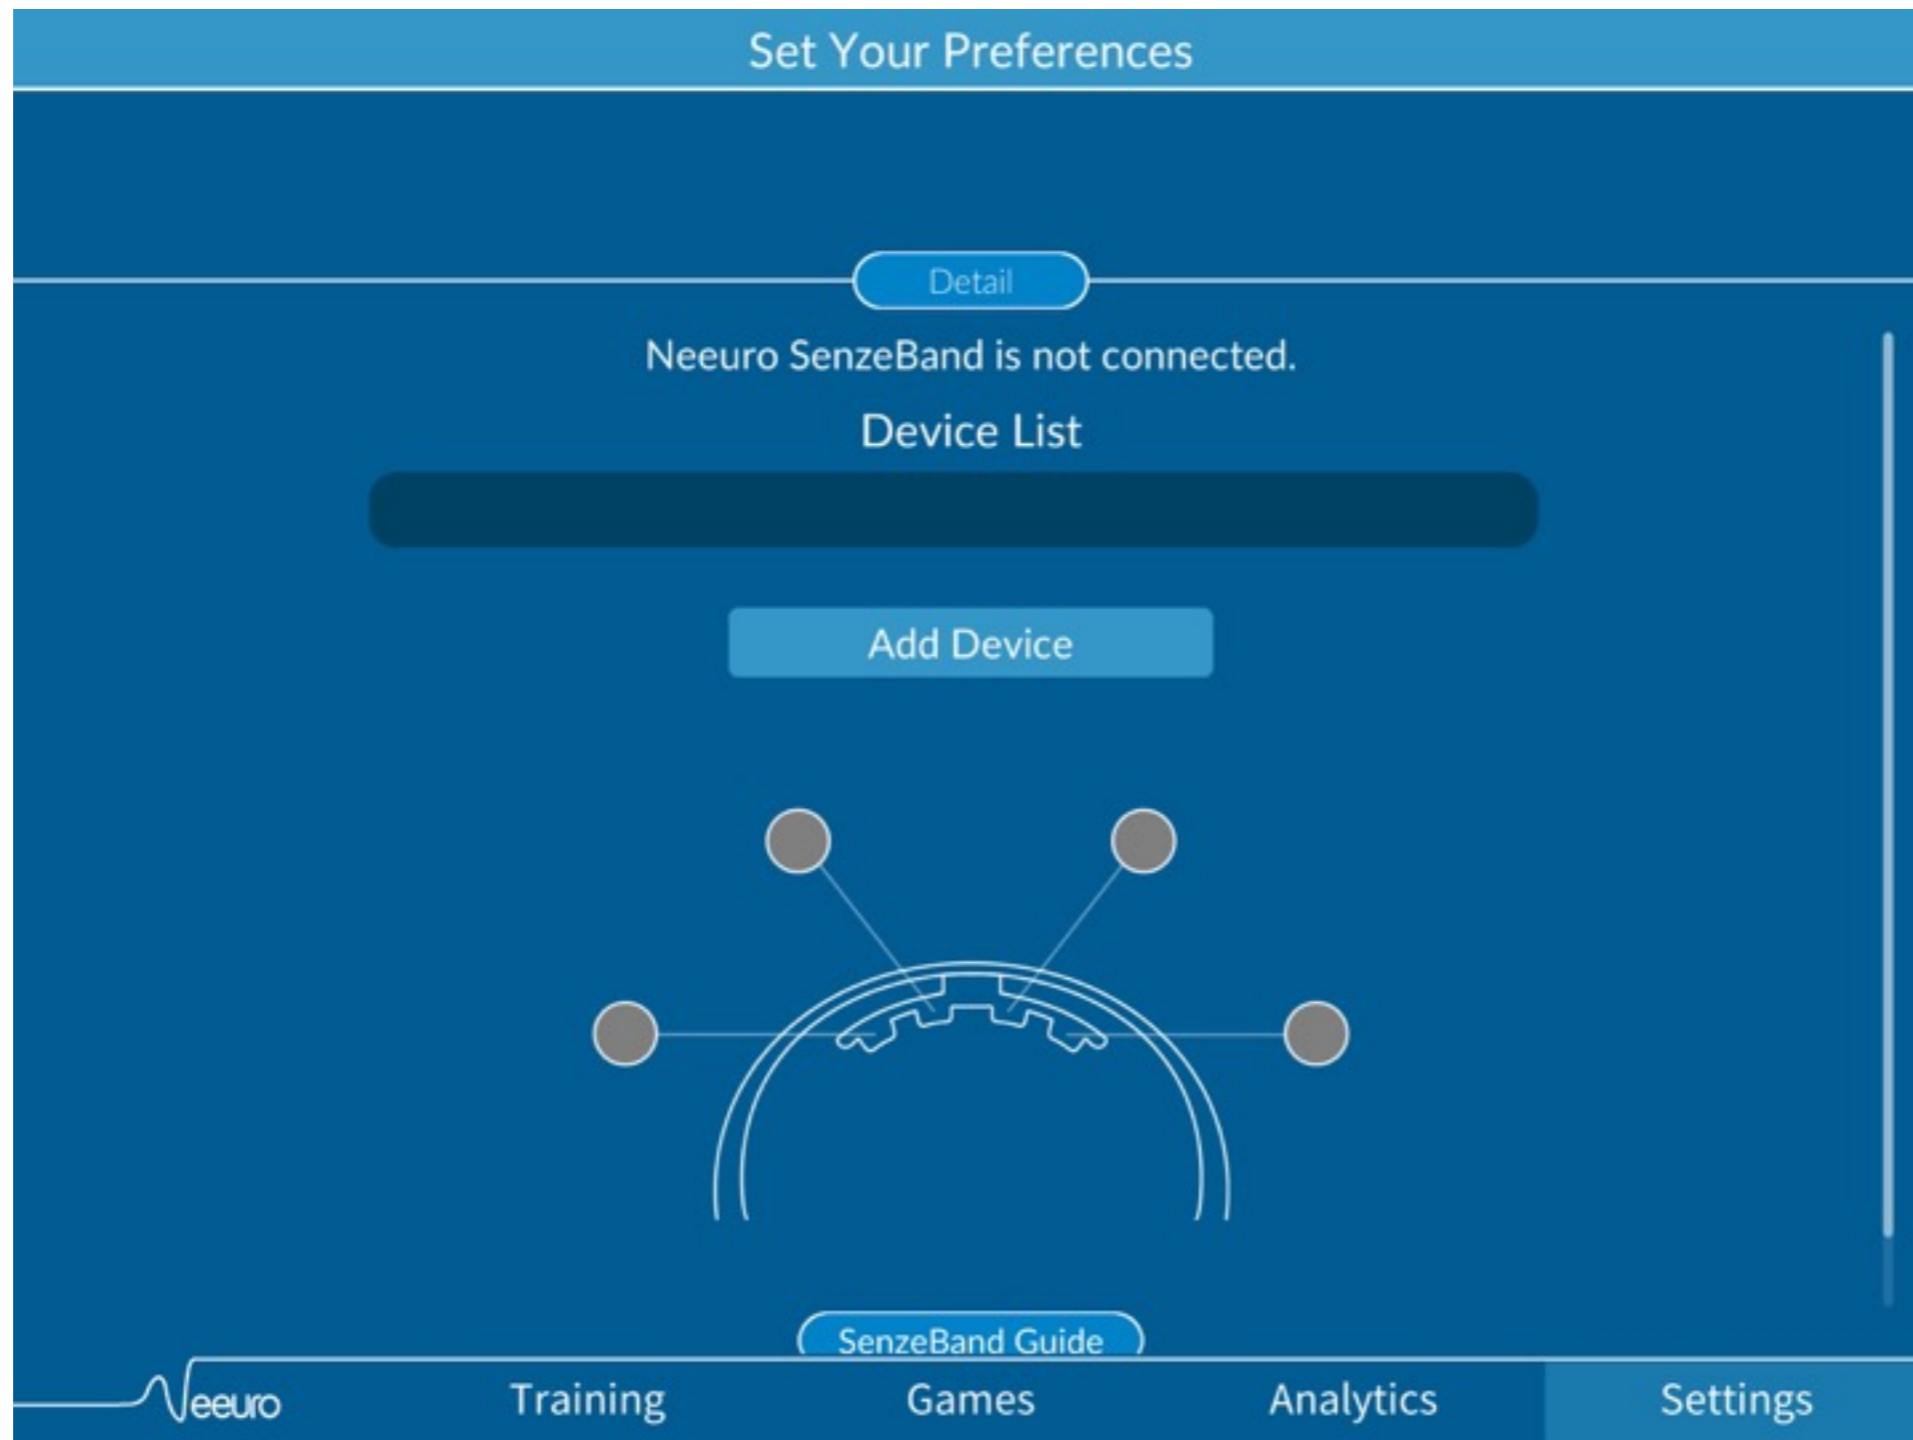 Set Your Preferences
Detail
Neeuro SenzeBand is not connected.
Device List
Add Device
SenzeBand Guide
Neeuro Training Games Analytics Settings